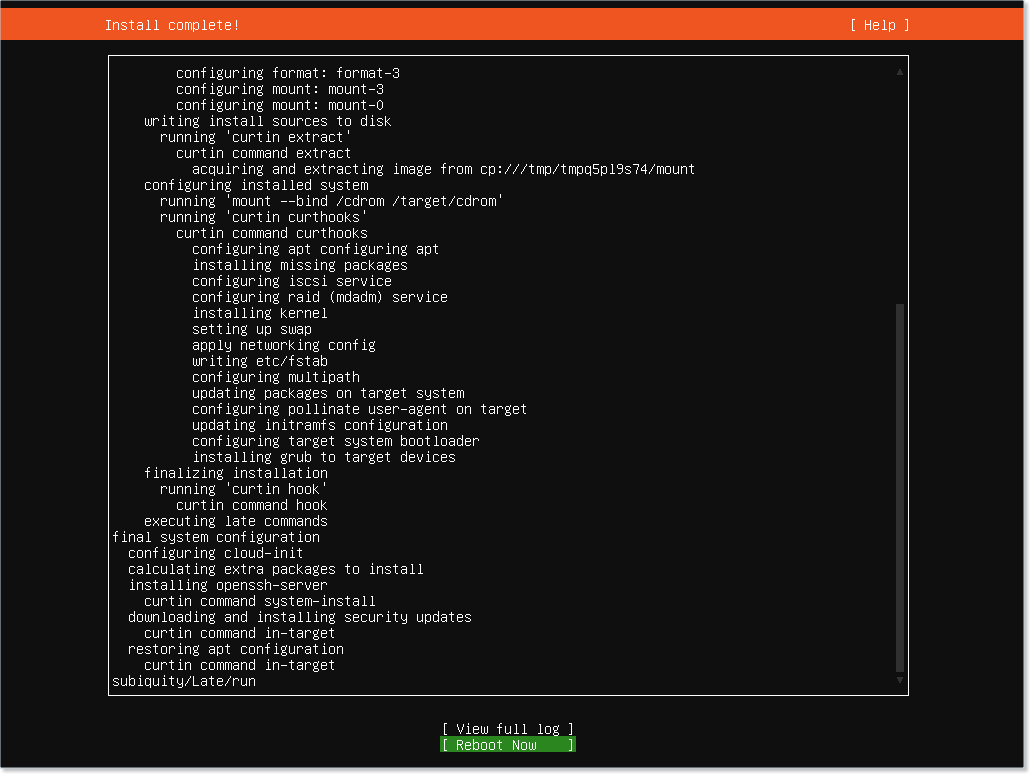 Install complete!
[ Help ]
configuring format: format-3
configuring mount: mount-3
configuring mount: mount-0
writing install sources to disk
running 'curtin extract'
curtin command extract
acquiring and extracting image from cp:///tmp/tmpq5pl9s74/mount
configuring installed system
running 'mount --bind /cdrom /target/cdrom'
running 'curtin curthooks'
curtin command curthooks
configuring apt configuring apt
installing missing packages
configuring iscsi service
configuring raid (mdadm) service
installing kernel
setting up swap
apply networking config
writing etc/fstab
configuring multipath
updating packages on target system
configuring pollinate user-agent on target
updating initramfs configuration
configuring target system bootloader
installing grub to target devices
finalizing installation
running 'curtin hook'
curtin command hook
executing late commands
final system configuration
configuring cloud-init
calculating extra packages to install
installing openssh-server
curtin command system-install
downloading and installing security updates
curtin command in-target
restoring apt configuration
curtin command in-target
subiquity/Late/run
[ View full log ]
[ Reboot Now ]